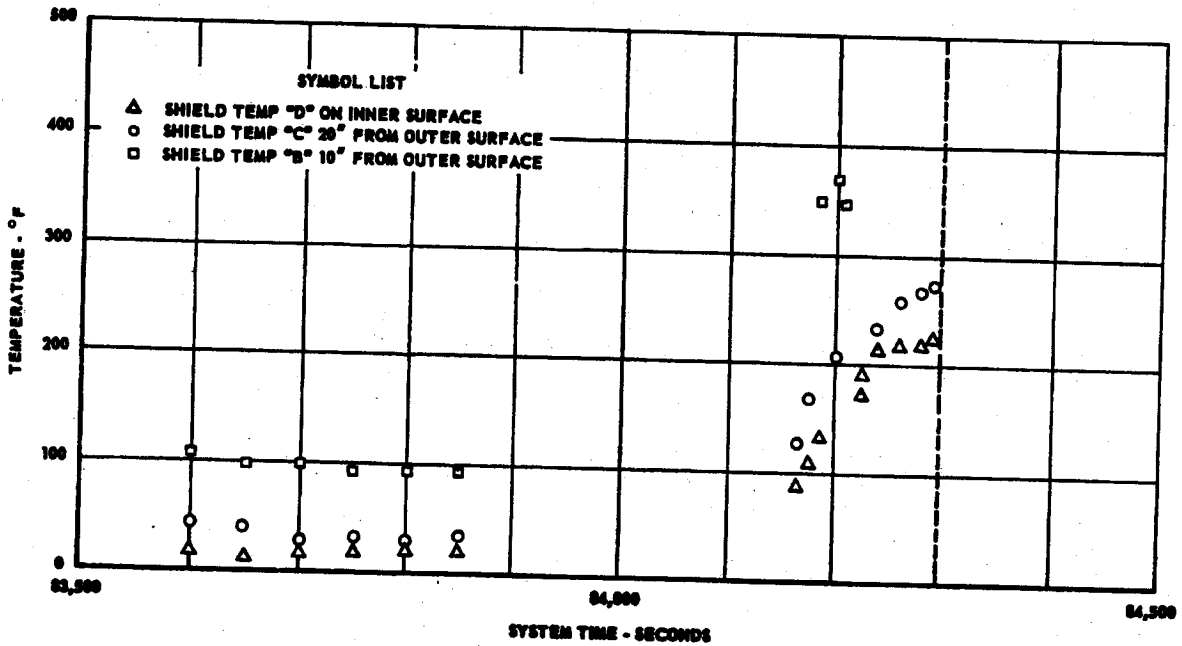 500
SYMBOL LIST
△ SHIELD TEMP "D" ON INNER SURFACE
○ SHIELD TEMP "C" 20" FROM OUTER SURFACE
□ SHIELD TEMP "B" 10" FROM OUTER SURFACE
400
300
200
100
0
TEMPERATURE - °F
83,500
84,000
84,500
SYSTEM TIME - SECONDS